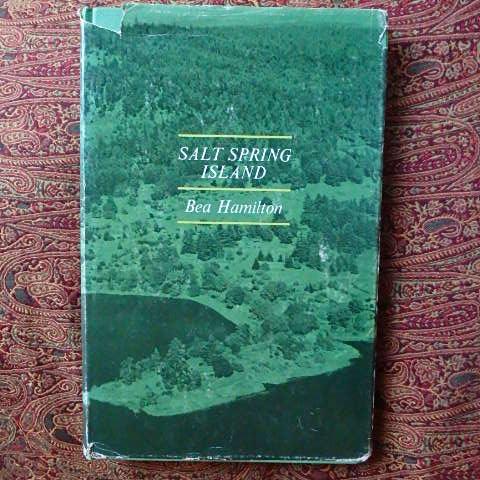 SALT SPRING
ISLAND
Bea Hamilton